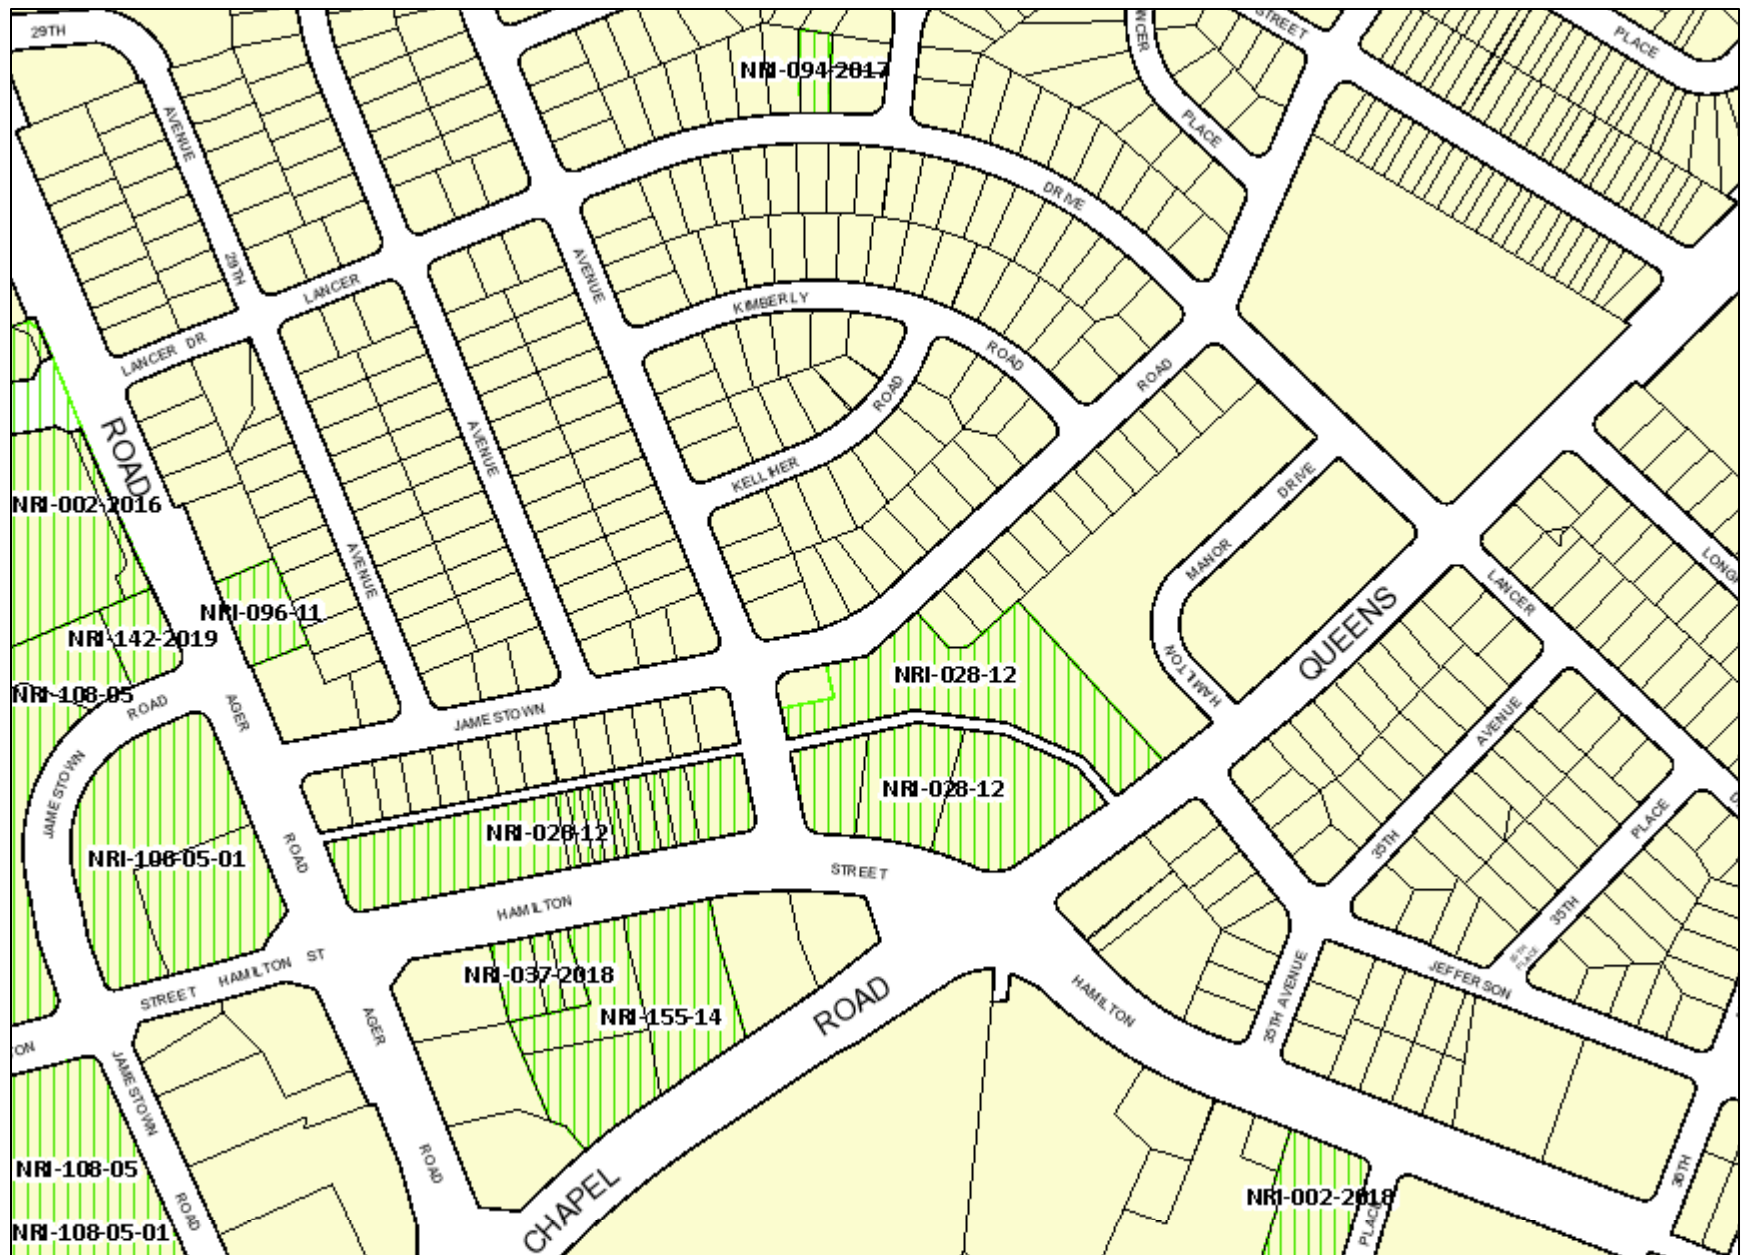 29TH
STREET
PLACE
NRI-094-2017
AVENUE
PLACE
DRIVE
29TH
AVENUE
LANCER
KIMBERLY
LANCER DR
ROAD
ROAD
ROAD
ROAD
AVENUE
KELLIHER
DRIVE
NRI-002-2016
MANOR
AVENUE
LANCER
NRI-096-11
QUEENS
NRI-142-2019
HAMILTON
NRI-028-12
NRI-108-05
ROAD
AGER
JAMESTOWN
AVENUE
JAMESTOWN
NRI-028-12
NRI-028-12
PLACE
35TH
ROAD
NRI-108-05-01
STREET
HAMILTON
35TH
35TH PLACE
HAMILTON ST
STREET
NRI-037-2018
JEFFERSON
ROAD
HAMILTON
35TH AVENUE
NRI-155-14
AGER
JAMESTOWN
ROAD
NRI-108-05
36TH
NRI-002-2018
CHAPEL
ROAD
PLACE
NRI-108-05-01